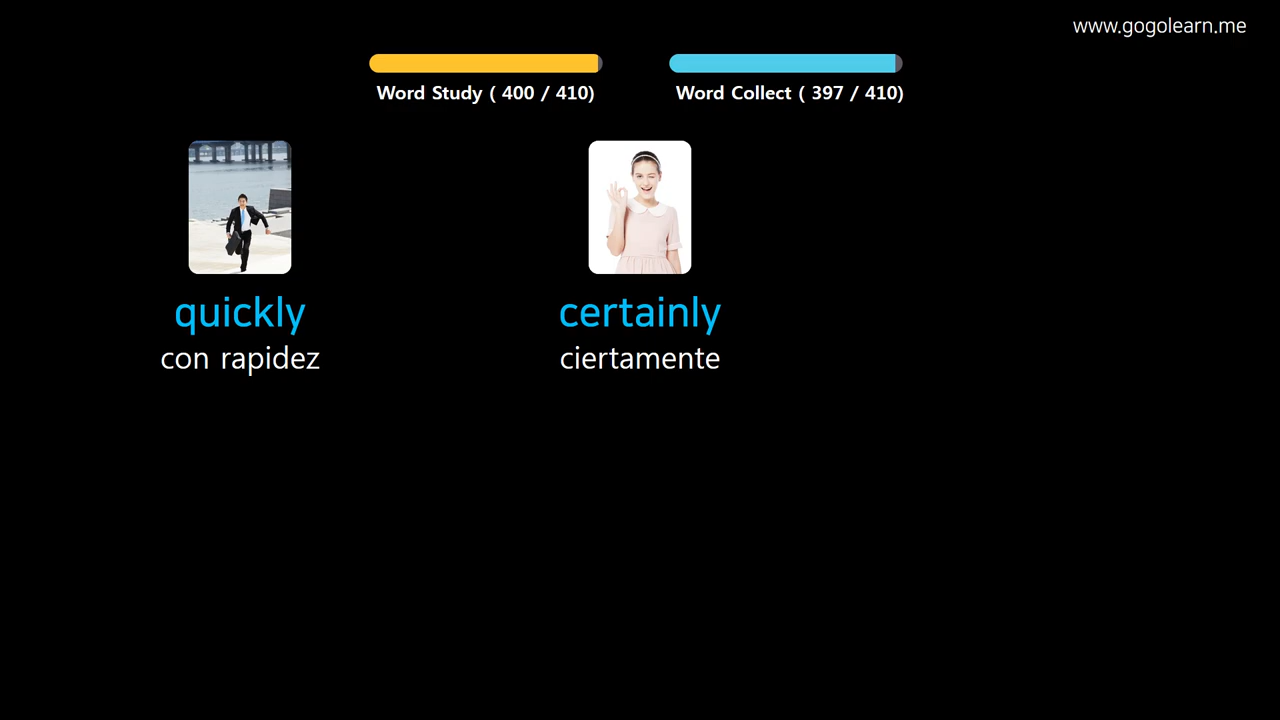 www.gogolearn.me
Word Study ( 400 / 410)
Word Collect ( 397 / 410)
quickly
con rapidez
certainly
ciertamente